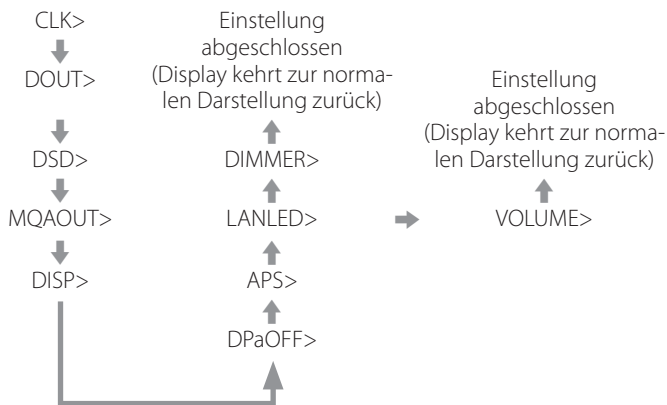 CLK>
DOUT>
DSD>
MQAOUT>
DISP>
Einstellung
abgeschlossen
(Display kehrt zur norma-
len Darstellung zurück)
DIMMER>
LANLED>
APS>
DPaOFF>
Einstellung
abgeschlossen
(Display kehrt zur norma-
len Darstellung zurück)
VOLUME>